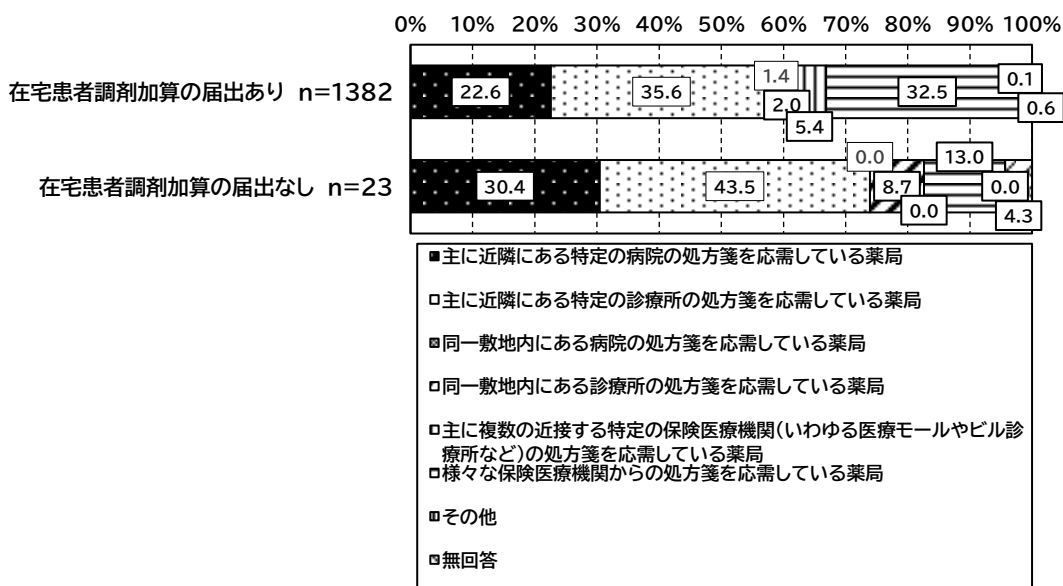 0% 10% 20% 30% 40% 50% 60% 70% 80% 90% 100%
在宅患者調剤加算の届出あり n=1382
22.6 35.6 1.4 2.0 5.4 32.5 0.1 0.6
在宅患者調剤加算の届出なし n=23
30.4 43.5 0.0 8.7 0.0 13.0 0.0 4.3
主に近隣にある特定の病院の処方箋を応需している薬局
主に近隣にある特定の診療所の処方箋を応需している薬局
同一敷地内にある病院の処方箋を応需している薬局
同一敷地内にある診療所の処方箋を応需している薬局
主に複数の近接する特定の保険医療機関（いわゆる医療モールやビル診
療所など）の処方箋を応需している薬局
様々な保険医療機関からの処方箋を応需している薬局
その他
無回答